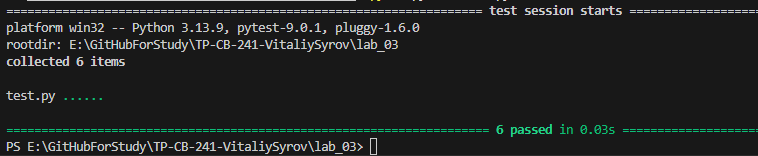 ============================================================== test session starts ===================
platform win32 -- Python 3.13.9, pytest-9.0.1, pluggy-1.6.0
rootdir: E:\GitHubForStudy\TP-CB-241-VitaliySyrov\lab_03
collected 6 items
test.py ......
=============================================================== 6 passed in 0.03s ====================
PS E:\GitHubForStudy\TP-CB-241-VitaliySyrov\lab_03>